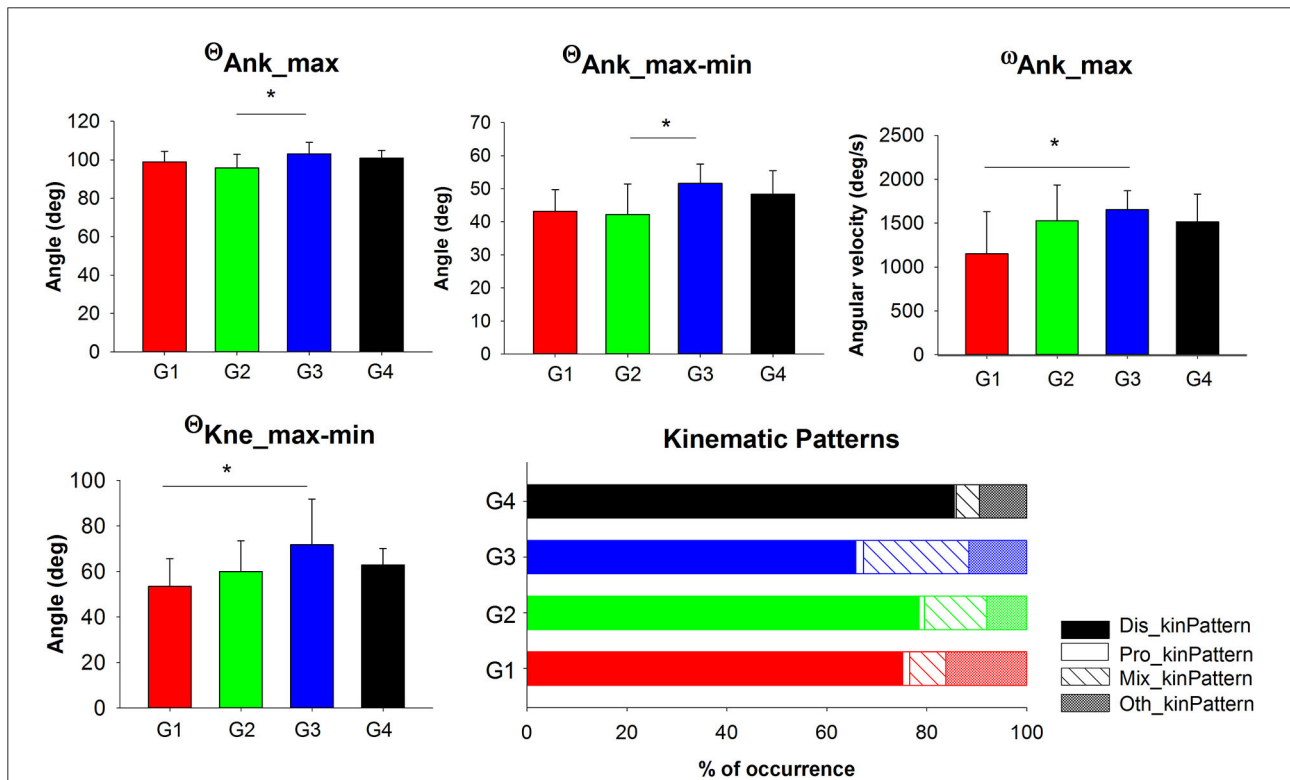 ΘAnk_max
*
Angle (deg)
120
100
80
60
40
20
0
G1 G2 G3 G4
ΘAnk_max-min
*
Angle (deg)
70
60
50
40
30
20
10
0
G1 G2 G3 G4
ωAnk_max
*
Angular velocity (deg/s)
2500
2000
1500
1000
500
0
G1 G2 G3 G4
ΘKne_max-min
*
Angle (deg)
100
80
60
40
20
0
G1 G2 G3 G4
Kinematic Patterns
G4
G3
G2
G1
0 20 40 60 80 100
% of occurrence
Dis_kinPattern
Pro_kinPattern
Mix_kinPattern
Oth_kinPattern